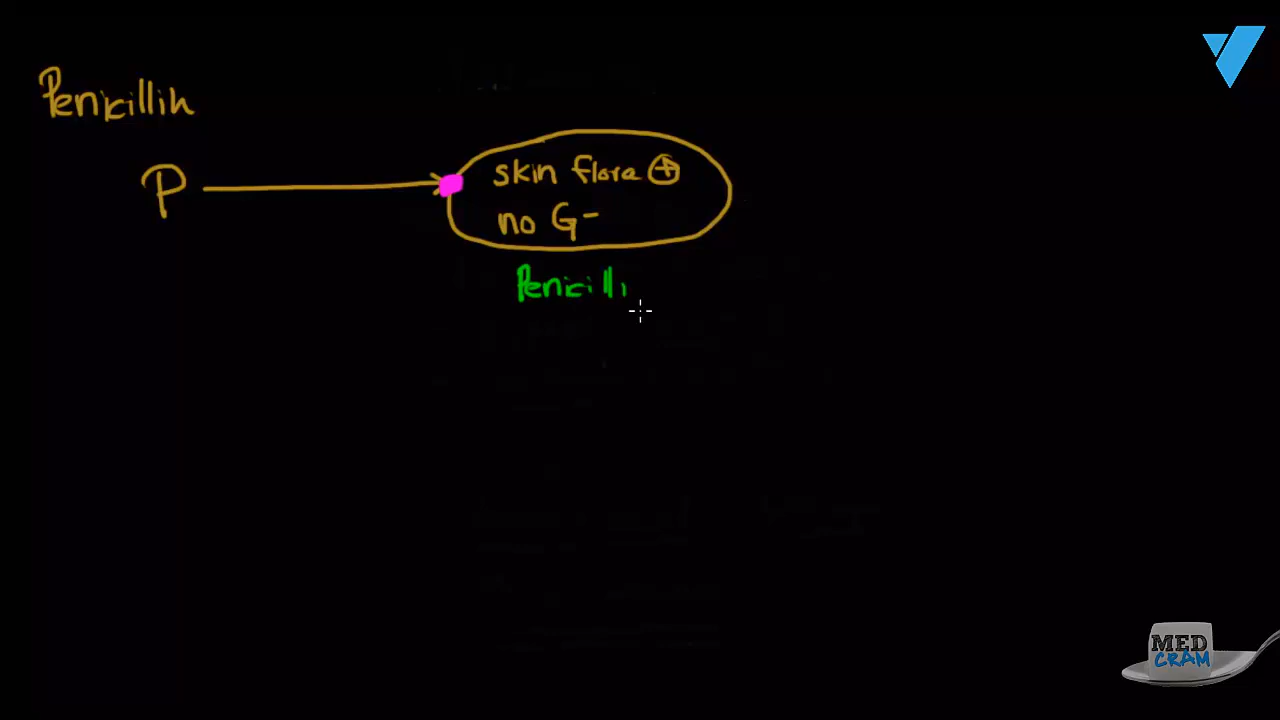 Penicillin
P
skin flora +
no G-
Penicilli
MED
CRAM